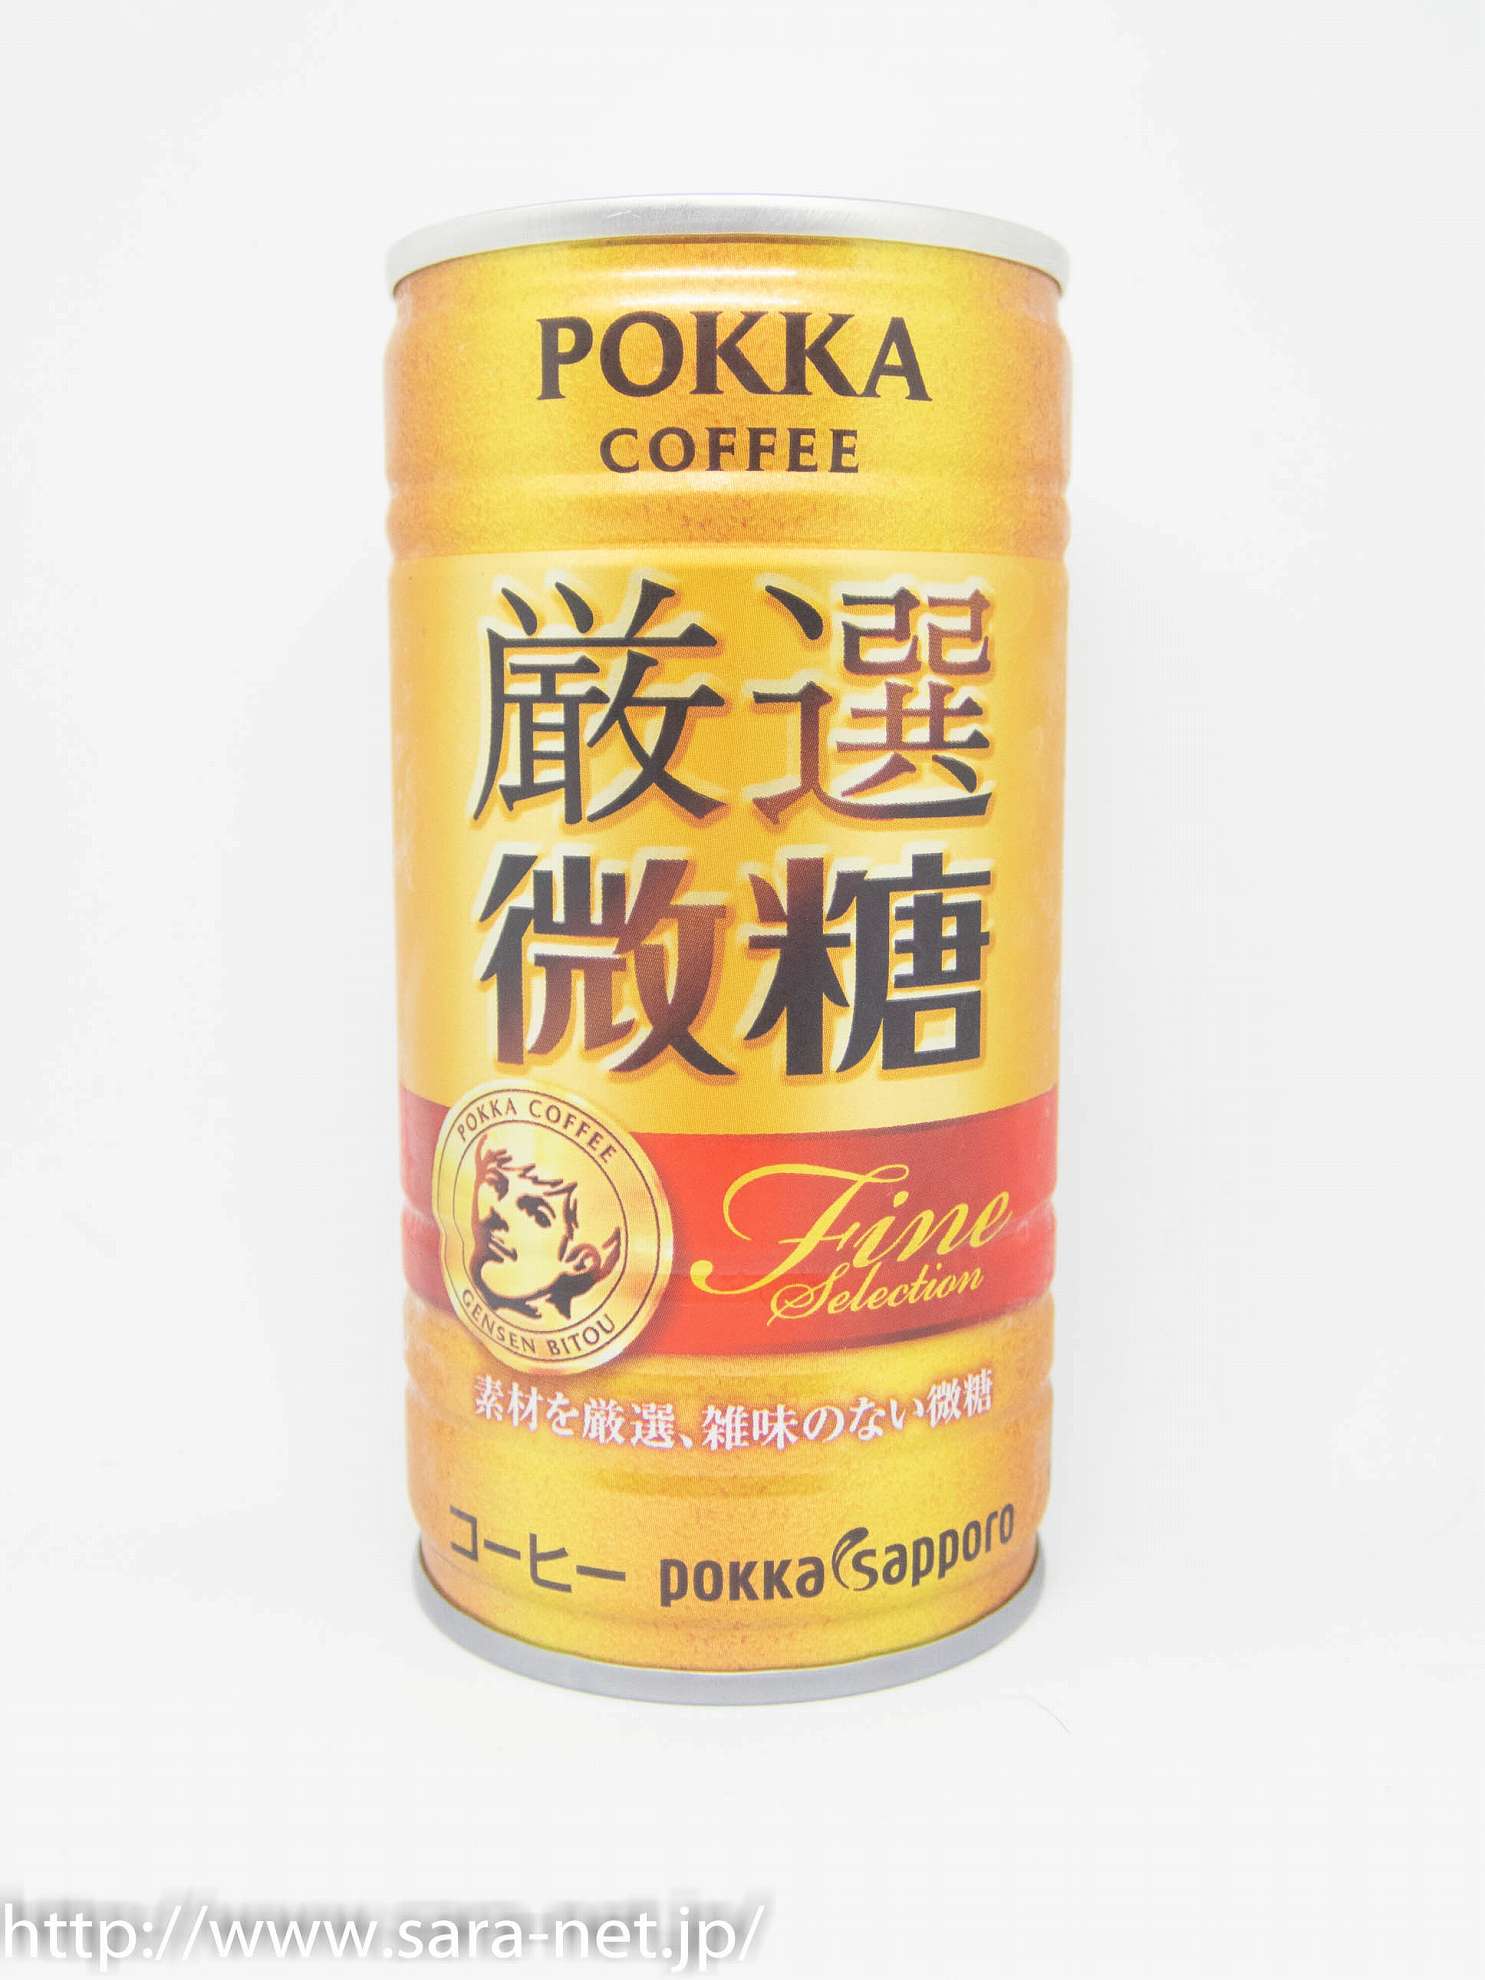 POKKA
COFFEE
厳選
微糖
POKKA COFFEE
GENSEN BITOU
Fine
Selection
素材を厳選、雑味のない微糖
コーヒー POKKA sapporo
http://www.sara-net.jp/